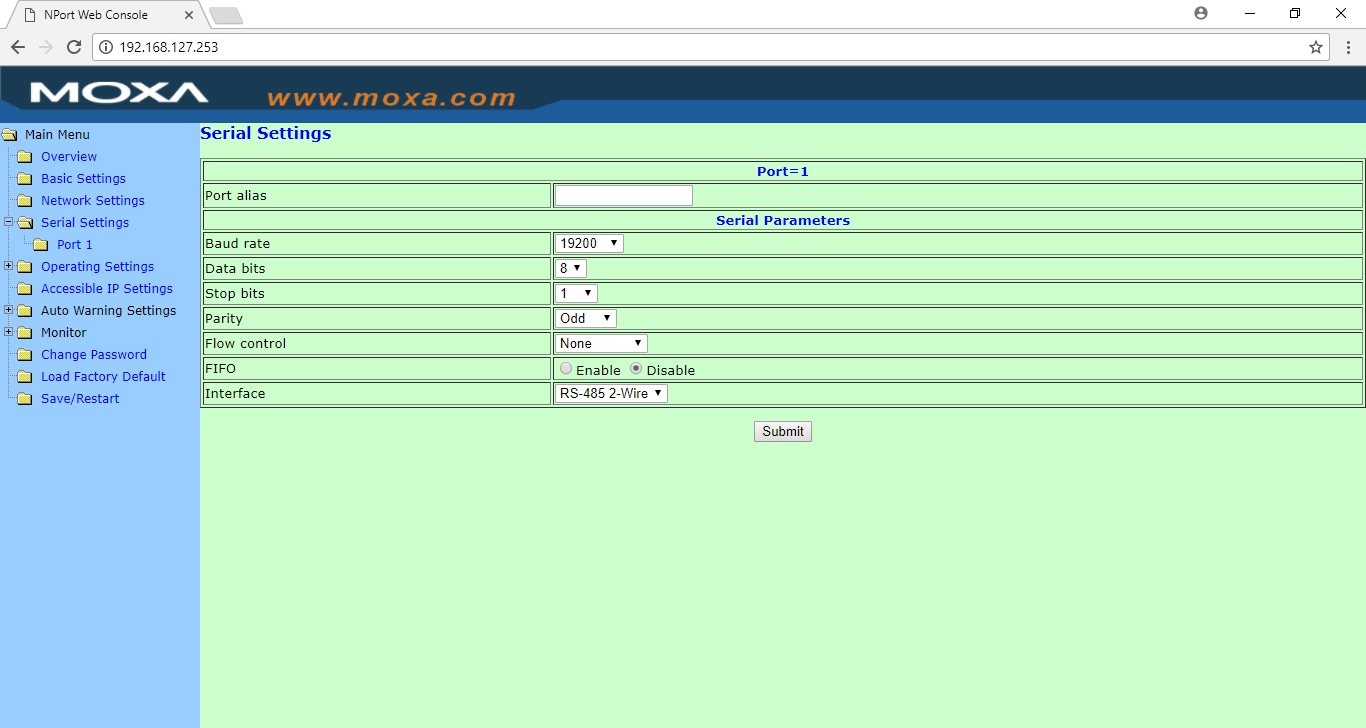 NPort Web Console
192.168.127.253
MOXA www.moxa.com
Main Menu
Overview
Basic Settings
Network Settings
Serial Settings
Port 1
Operating Settings
Accessible IP Settings
Auto Warning Settings
Monitor
Change Password
Load Factory Default
Save/Restart
Serial Settings
Port=1
Port alias
Serial Parameters
Baud rate 19200
Data bits 8
Stop bits 1
Parity Odd
Flow control None
FIFO Enable Disable
Interface RS-485 2-Wire
Submit